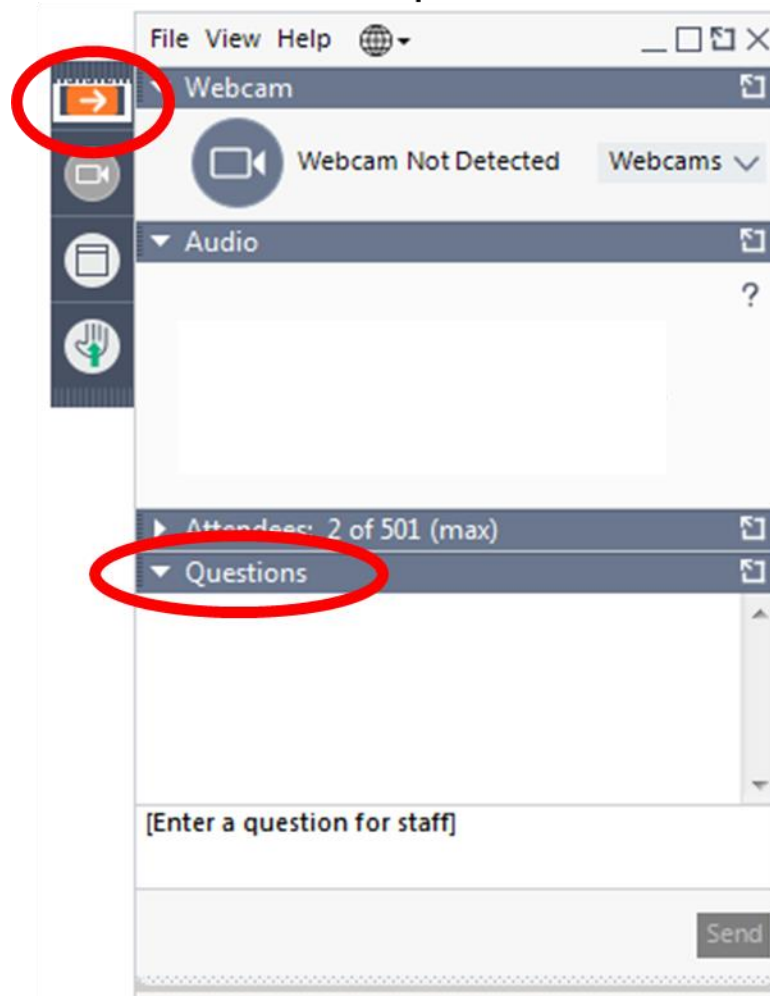 File View Help
Webcam
Webcam Not Detected Webcams
Audio
?
Attendees: 2 of 501 (max)
Questions
[Enter a question for staff]
Send